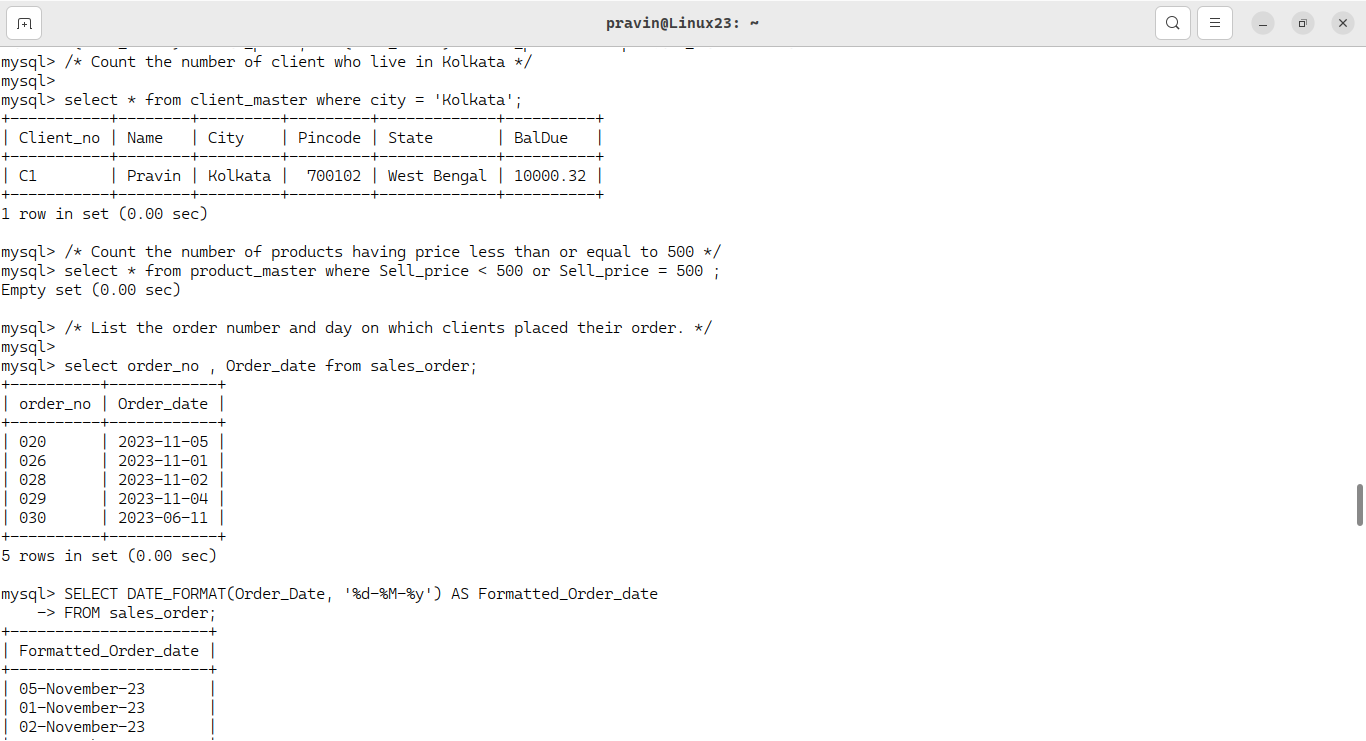 pravin@Linux23: ~
mysql> /* Count the number of client who live in Kolkata */
mysql>
mysql> select * from client_master where city = 'Kolkata';
+-----------+--------+---------+---------+-------------+----------+
| Client_no | Name   | City    | Pincode | State       | BalDue   |
+-----------+--------+---------+---------+-------------+----------+
| C1        | Pravin | Kolkata |  700102 | West Bengal | 10000.32 |
+-----------+--------+---------+---------+-------------+----------+
1 row in set (0.00 sec)
mysql> /* Count the number of products having price less than or equal to 500 */
mysql> select * from product_master where Sell_price < 500 or Sell_price = 500 ;
Empty set (0.00 sec)
mysql> /* List the order number and day on which clients placed their order. */
mysql>
mysql> select order_no , Order_date from sales_order;
+----------+------------+
| order_no | Order_date |
+----------+------------+
| 020      | 2023-11-05 |
| 026      | 2023-11-01 |
| 028      | 2023-11-02 |
| 029      | 2023-11-04 |
| 030      | 2023-06-11 |
+----------+------------+
5 rows in set (0.00 sec)
mysql> SELECT DATE_FORMAT(Order_Date, '%d-%M-%y') AS Formatted_Order_date
    -> FROM sales_order;
+----------------------+
| Formatted_Order_date |
+----------------------+
| 05-November-23       |
| 01-November-23       |
| 02-November-23       |